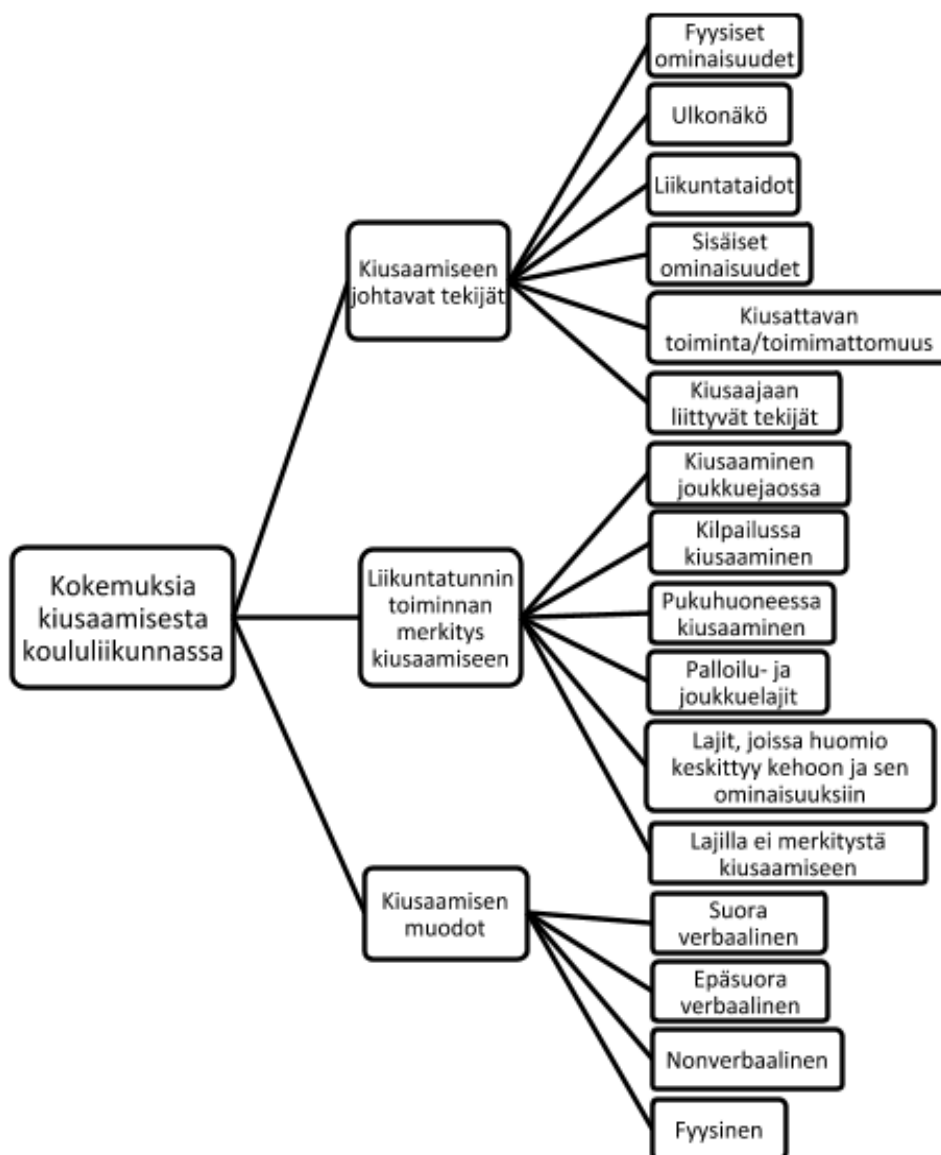 Kokemuksia
kiusaamisesta
koululiikunnassa
Kiusaamiseen
johtavat tekijät
Fyysiset
ominaisuudet
Ulkonäkö
Liikuntataidot
Sisäiset
ominaisuudet
Kiusattavan
toiminta/toimimattomuus
Kiusaajaan
liittyvät tekijät
Liikuntatunnin
toiminnan
merkitys
kiusaamiseen
Kiusaaminen
joukkuejaossa
Kilpailussa
kiusaaminen
Pukuhuoneessa
kiusaaminen
Palloilu- ja
joukkuelajit
Lajit, joissa huomio
keskittyy kehoon ja sen
ominaisuuksiin
Lajilla ei merkitystä
kiusaamiseen
Kiusaamisen
muodot
Suora
verbaalinen
Epäsuora
verbaalinen
Nonverbaalinen
Fyysinen